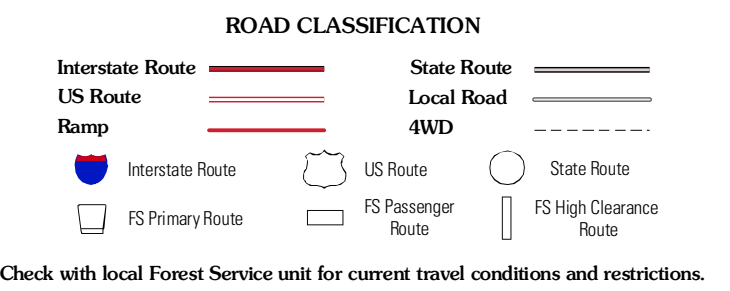 ROAD CLASSIFICATION
Interstate Route
State Route
US Route
Local Road
Ramp
4WD
Interstate Route
US Route
State Route
FS Primary Route
FS Passenger
Route
FS High Clearance
Route
Check with local Forest Service unit for current travel conditions and restrictions.